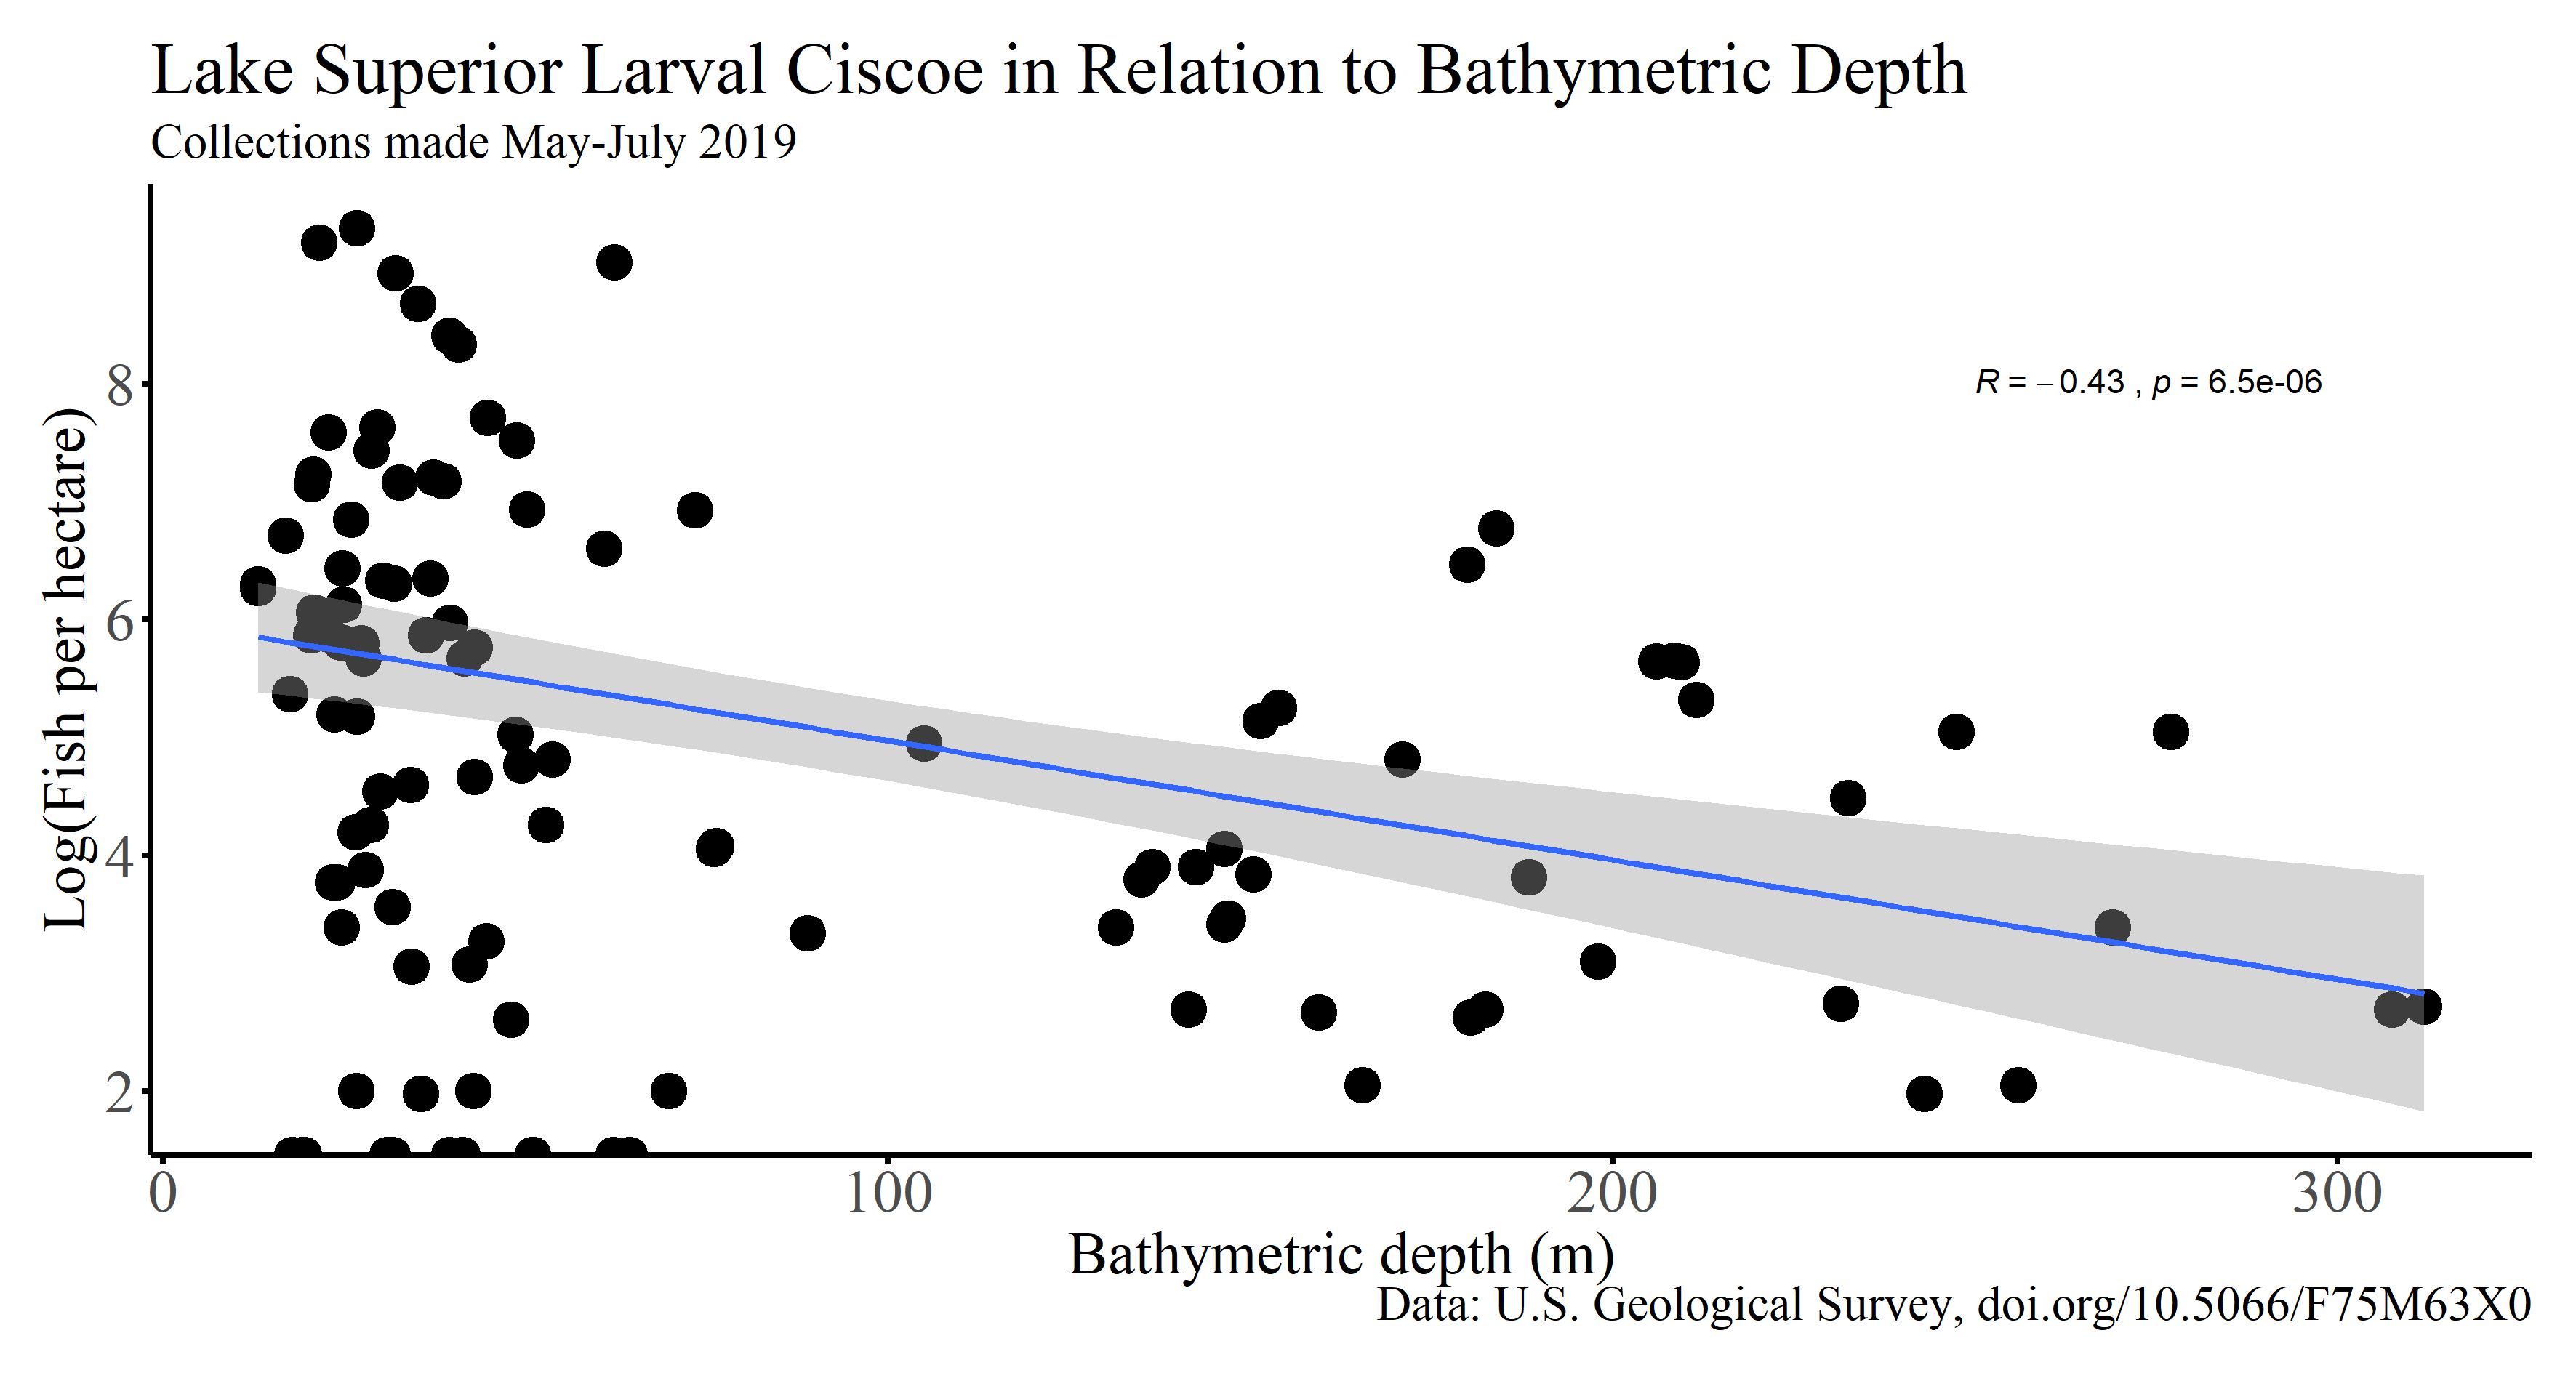 Lake Superior Larval Ciscoe in Relation to Bathymetric Depth
Collections made May-July 2019
Log(Fish per hectare)
8
6
4
2
R = − 0.43 , p = 6.5e-06
0 100 200 300
Bathymetric depth (m)
Data: U.S. Geological Survey, doi.org/10.5066/F75M63X0